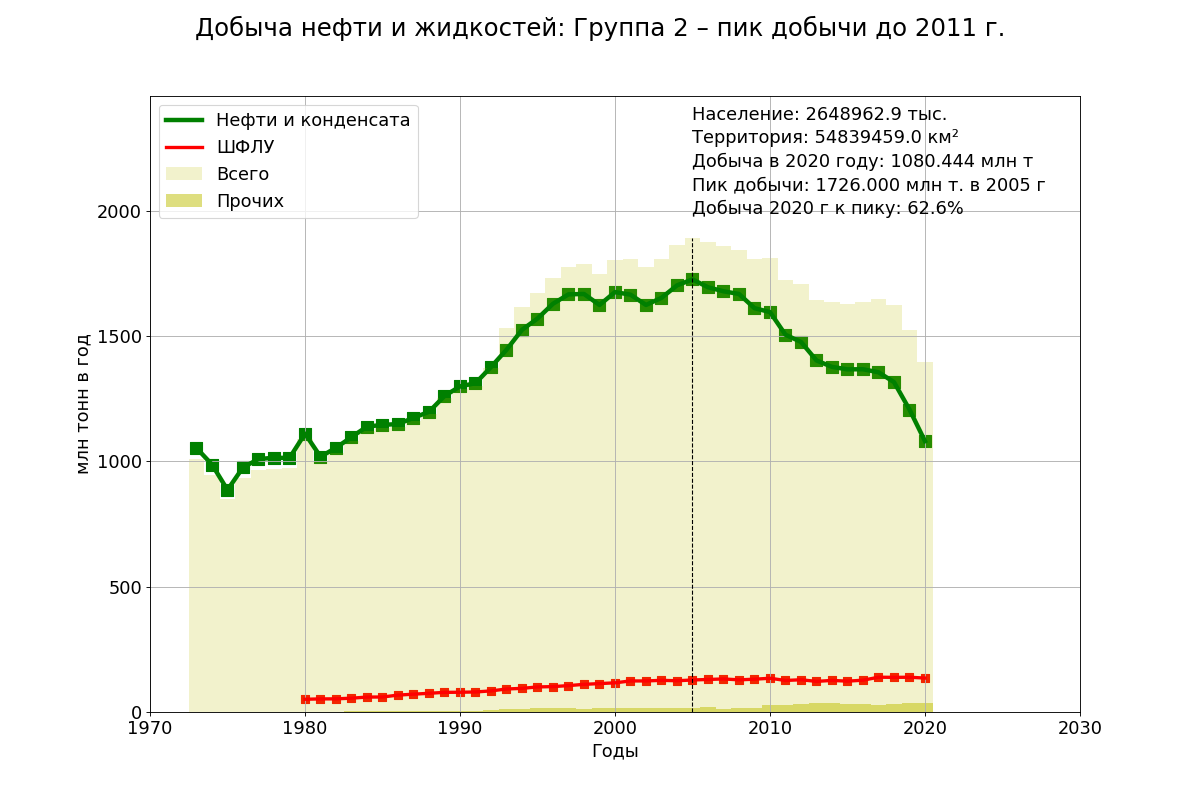 Добыча нефти и жидкостей: Группа 2 – пик добычи до 2011 г.
Нефти и конденсата
ШФЛУ
Всего
Прочих
Население: 2648962.9 тыс.
Территория: 54839459.0 км²
Добыча в 2020 году: 1080.444 млн т
Пик добычи: 1726.000 млн т. в 2005 г
Добыча 2020 г к пику: 62.6%
млн тонн в год
2000
1500
1000
500
0
1970 1980 1990 2000 2010 2020 2030
Годы